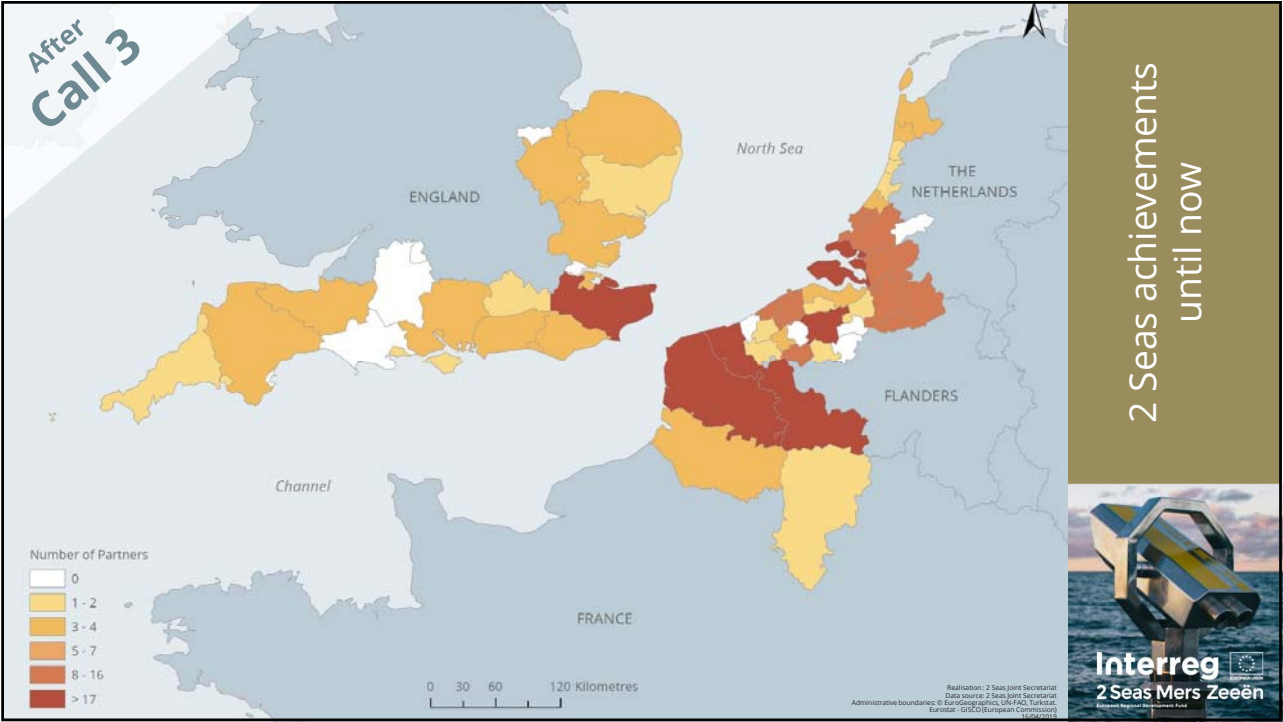 After
Call 3
North Sea
THE
NETHERLANDS
ENGLAND
FLANDERS
Channel
FRANCE
Number of Partners
0
1 - 2
3 - 4
5 - 7
8 - 16
> 17
0 30 60 120 Kilometres
Realisation : 2 Seas Joint Secretariat
Data source: 2 Seas Joint Secretariat
Administrative boundaries: © EuroGeographics, UN-FAO, Turkstat.
Eurostat - GISCO (European Commission)
16/04/2019
2 Seas achievements
until now
Interreg
EUROPEAN UNION
2 Seas Mers Zeeën
European Regional Development Fund